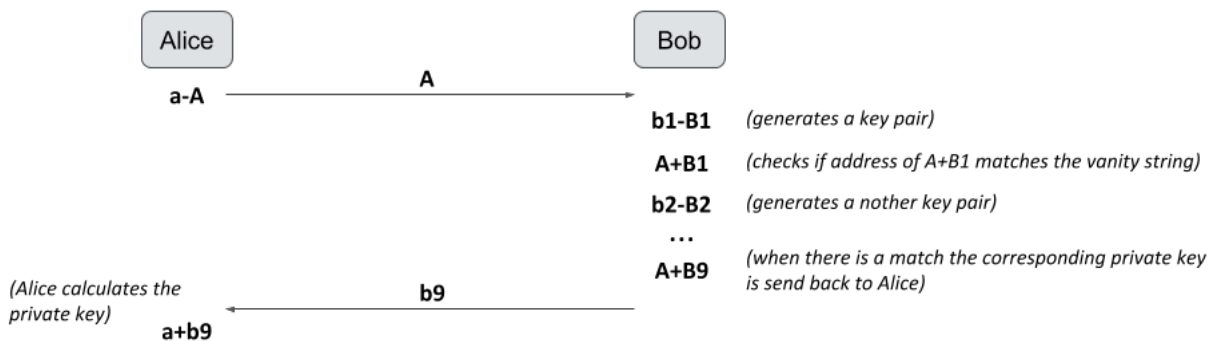 Alice
Bob
A
a-A
b1-B1 (generates a key pair)
A+B1 (checks if address of A+B1 matches the vanity string)
b2-B2 (generates a nother key pair)
...
A+B9 (when there is a match the corresponding private key
is send back to Alice)
(Alice calculates the
private key)
b9
a+b9